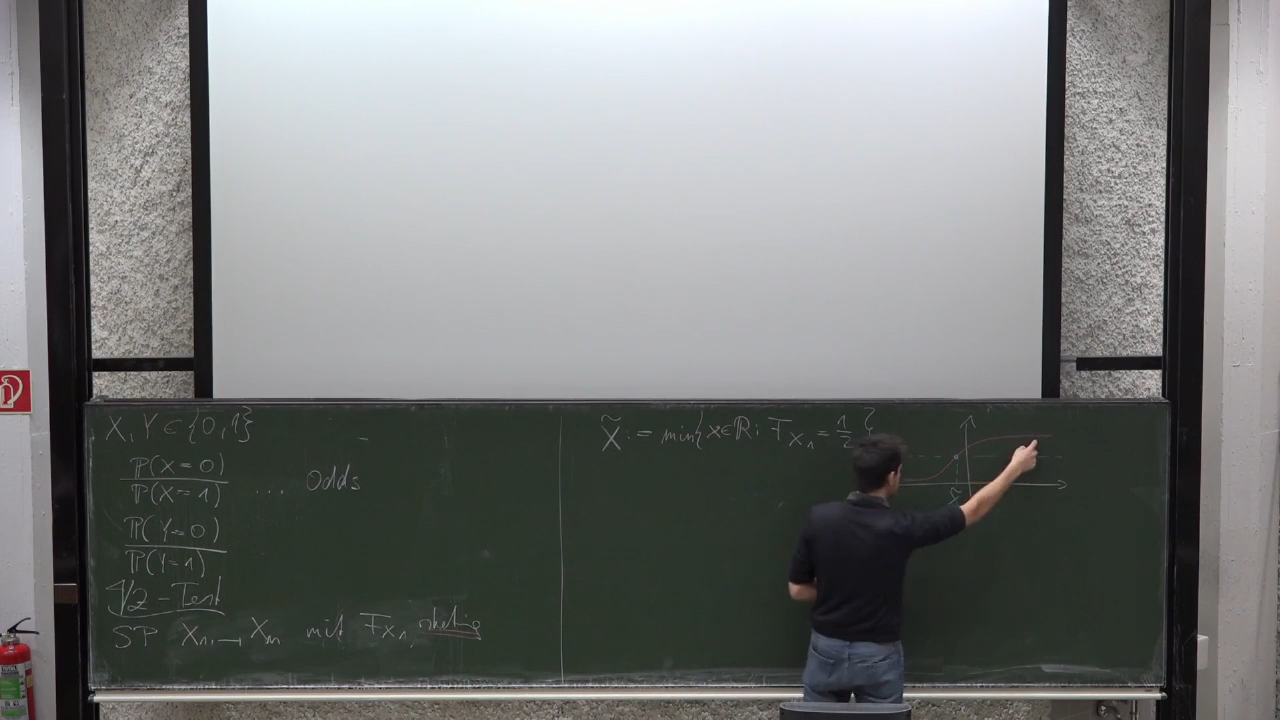 X, Y ∈ {0, 1}
P(X = 0)
P(X = 1)
... Odds
P(Y = 0)
P(Y = 1)
1/2 - Test
SP X₁, ..., Xₙ mit F_X₁ stetig
X̃ := min{x ∈ ℝ : F_X₁ = 1/2}
x̃